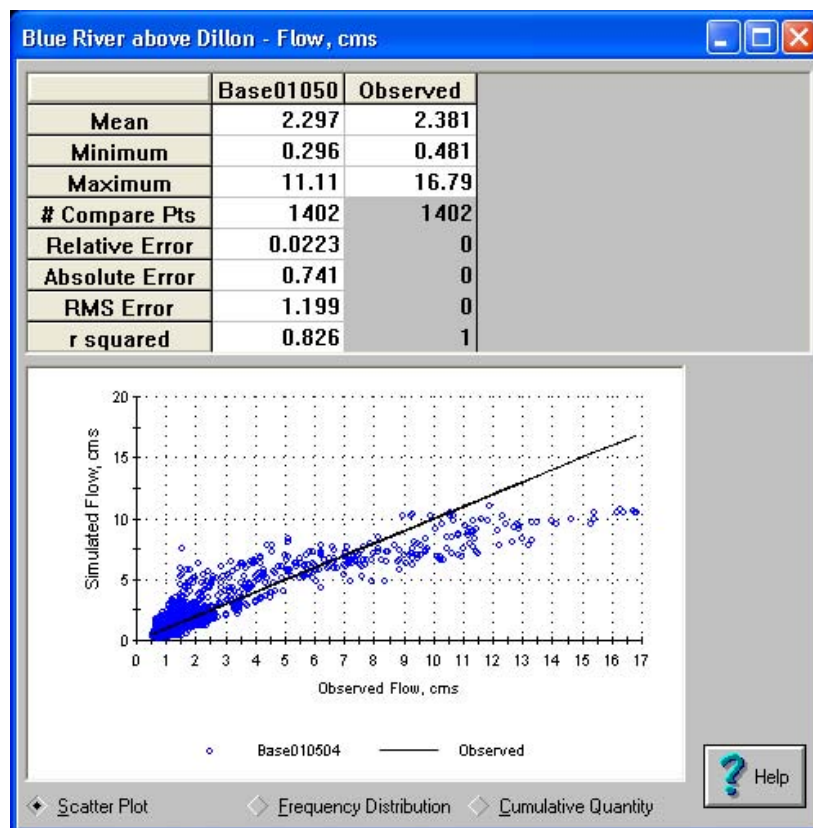 Blue River above Dillon - Flow, cms
Base01050 Observed
Mean 2.297 2.381
Minimum 0.296 0.481
Maximum 11.11 16.79
# Compare Pts 1402 1402
Relative Error 0.0223 0
Absolute Error 0.741 0
RMS Error 1.199 0
r squared 0.826 1
20
15
10
5
0
Simulated Flow, cms
0 1 2 3 4 5 6 7 8 9 10 11 12 13 14 15 16 17
Observed Flow, cms
Base010504 Observed
Help
Scatter Plot Frequency Distribution Cumulative Quantity